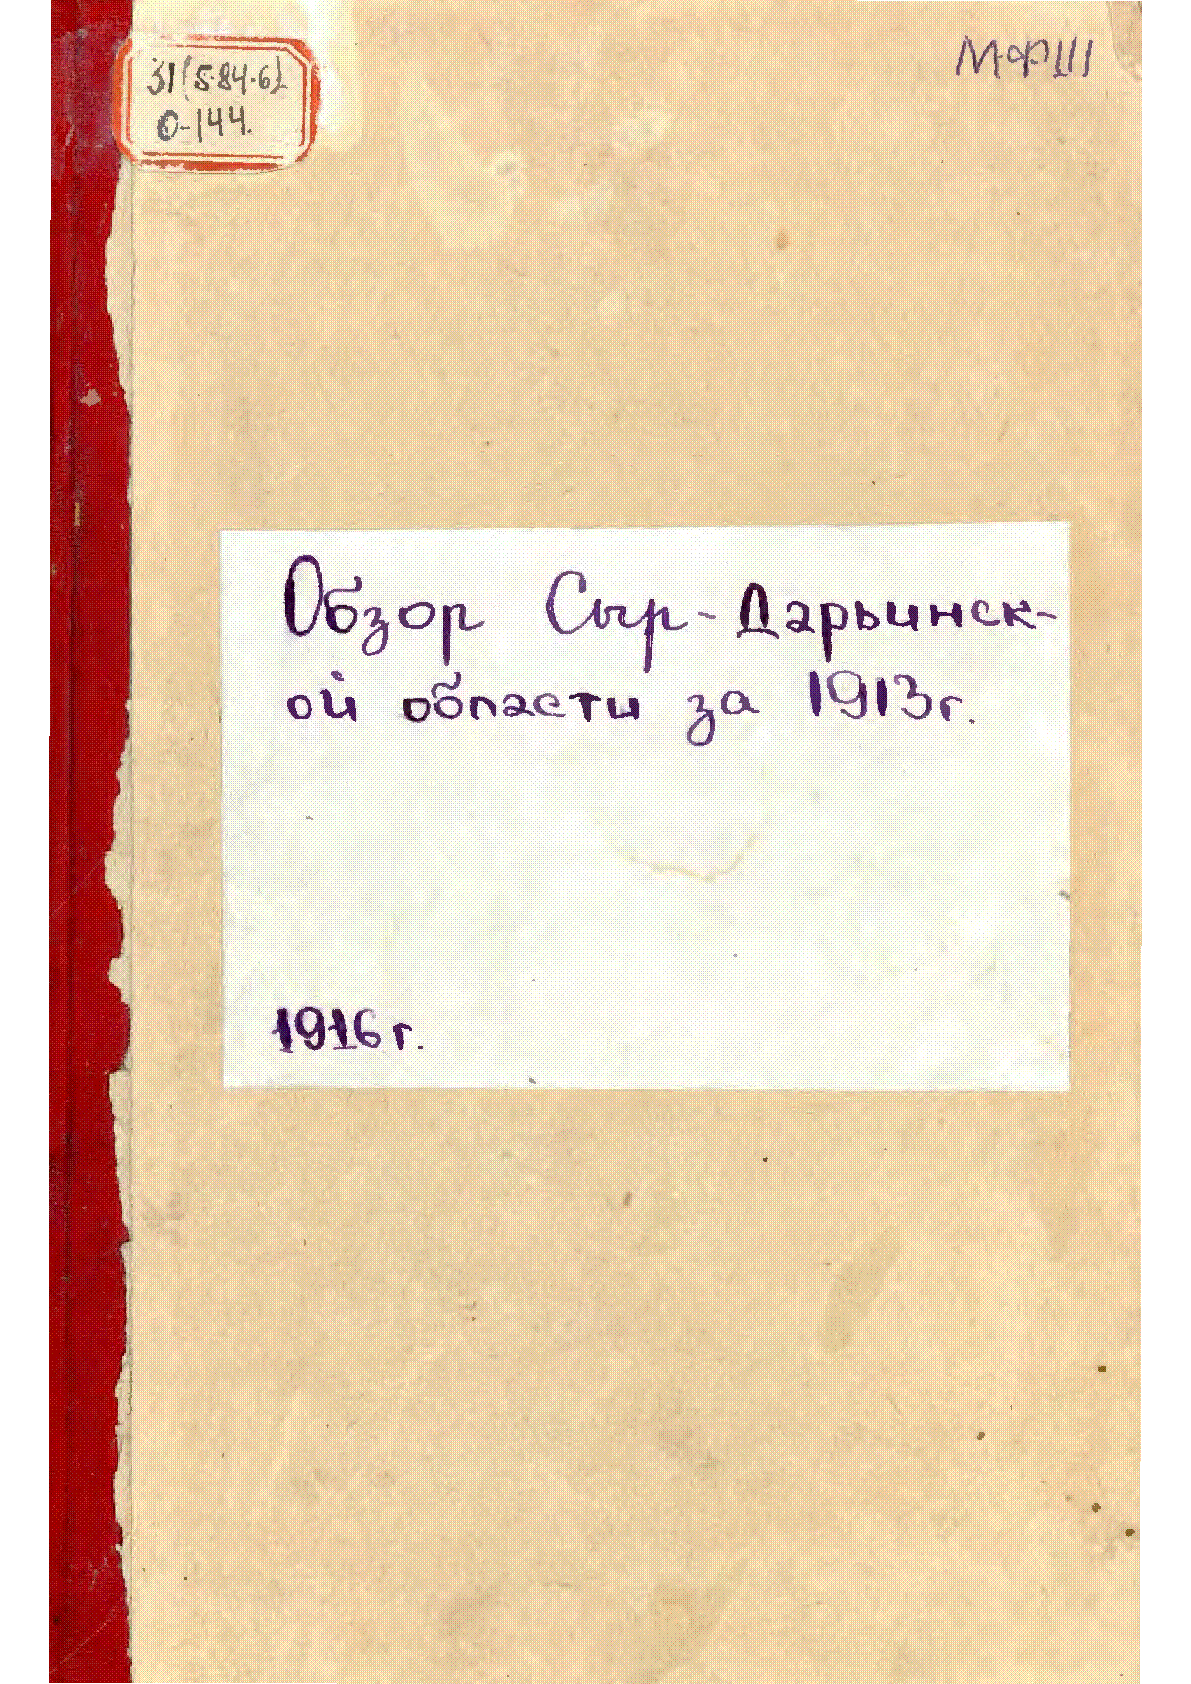 31(5-84-6)
О-144.
МФШ
Обзор Сыр-Дарьинск-
ой области за 1913г.
1916г.